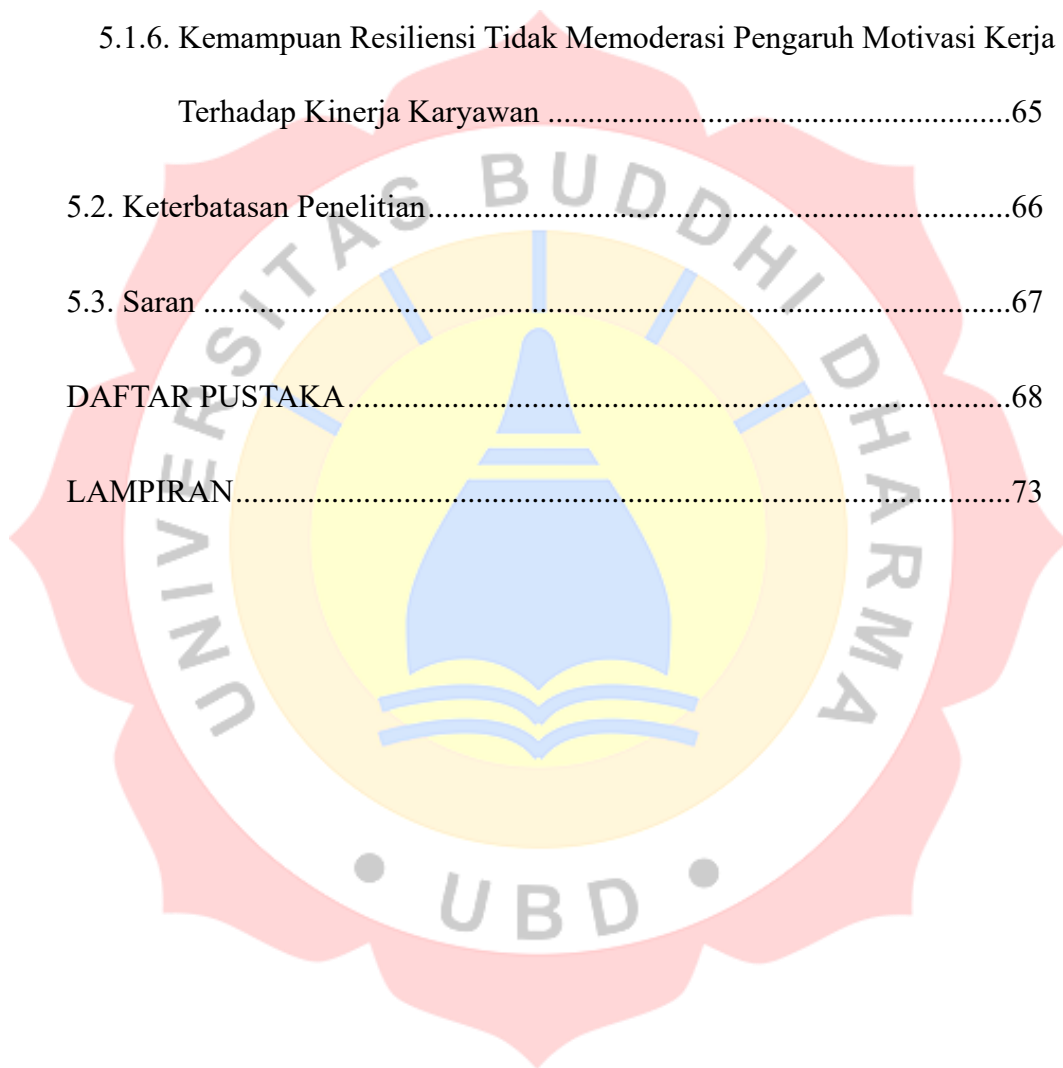 5.1.6. Kemampuan Resiliensi Tidak Memoderasi Pengaruh Motivasi Kerja
Terhadap Kinerja Karyawan ......................................................65
5.2. Keterbatasan Penelitian....................................................................66
5.3. Saran ..............................................................................................67
DAFTAR PUSTAKA.............................................................................68
LAMPIRAN..........................................................................................73
UNIVERSITAS BUDDHI DHARMA
• UBD •